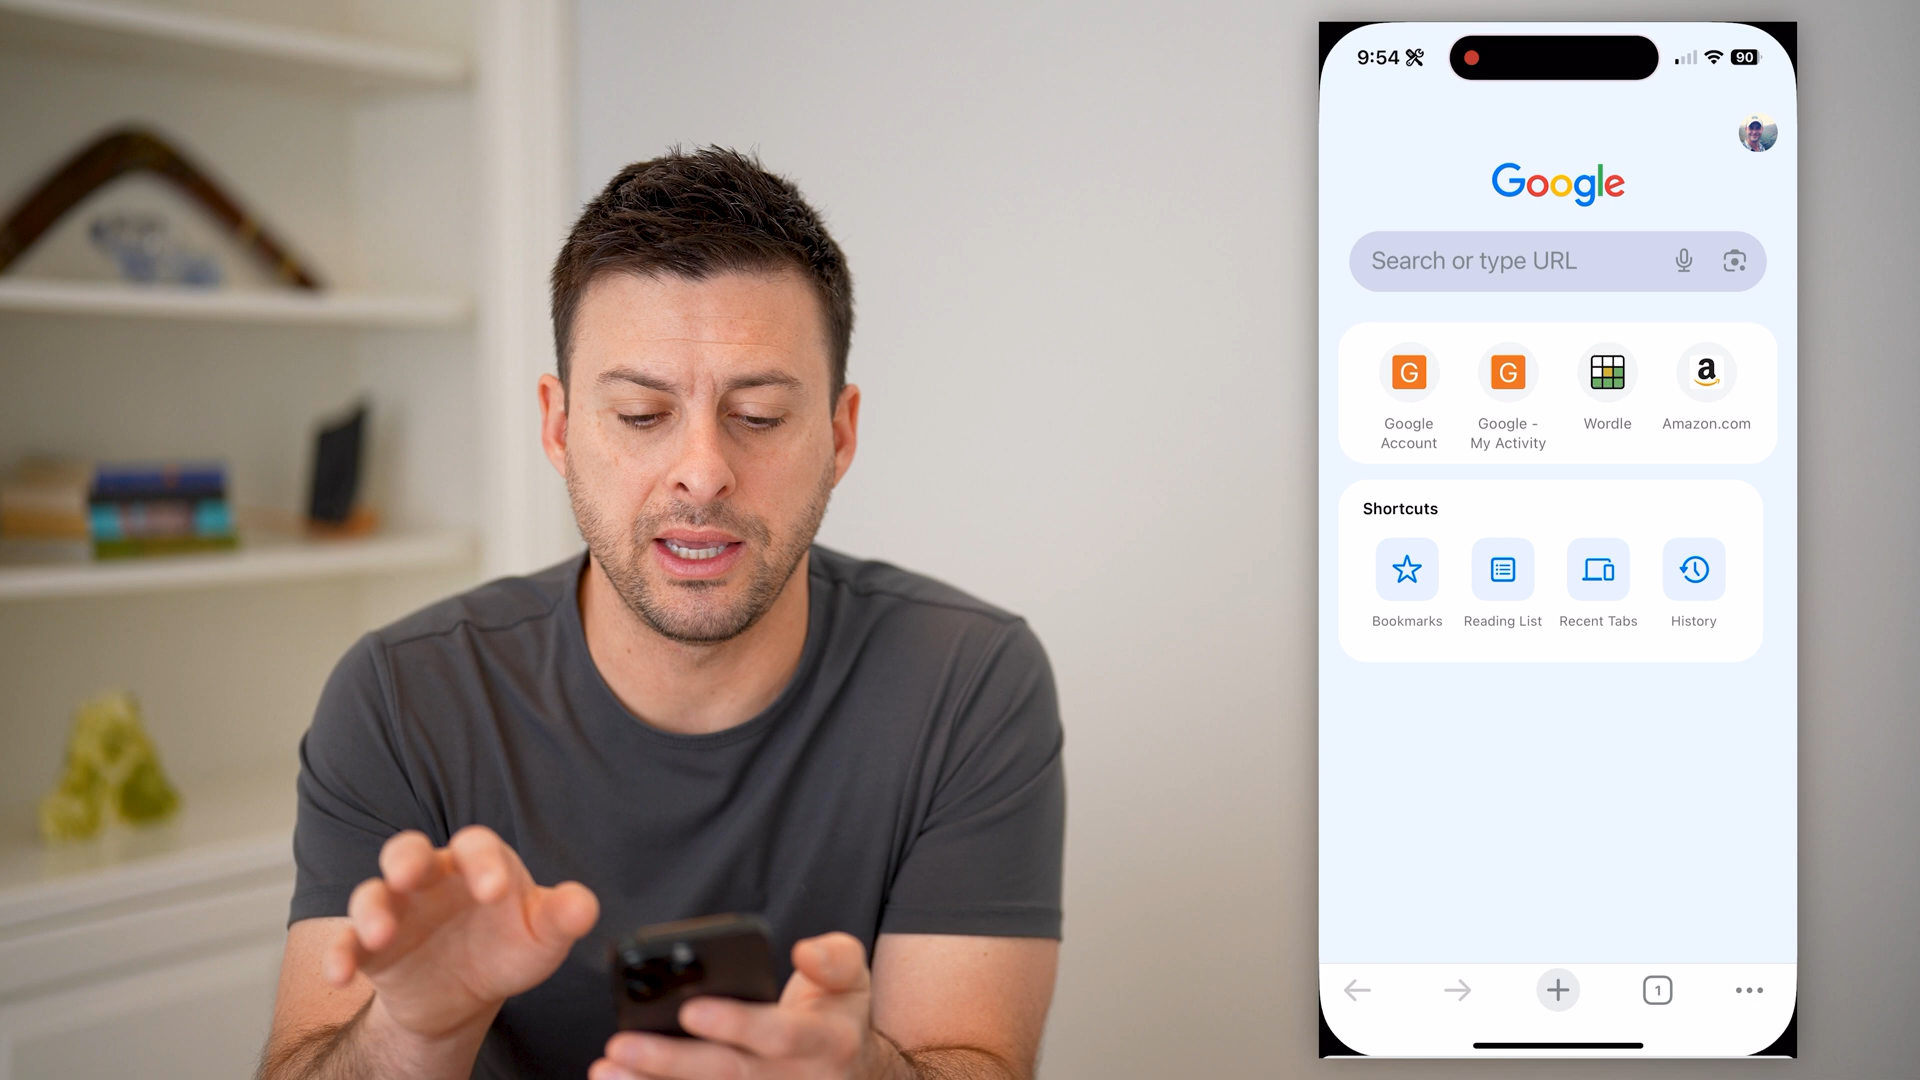 9:54
90
Google
Search or type URL
G
G
a
Google
Account
Google -
My Activity
Wordle
Amazon.com
Shortcuts
Bookmarks
Reading List
Recent Tabs
History
1